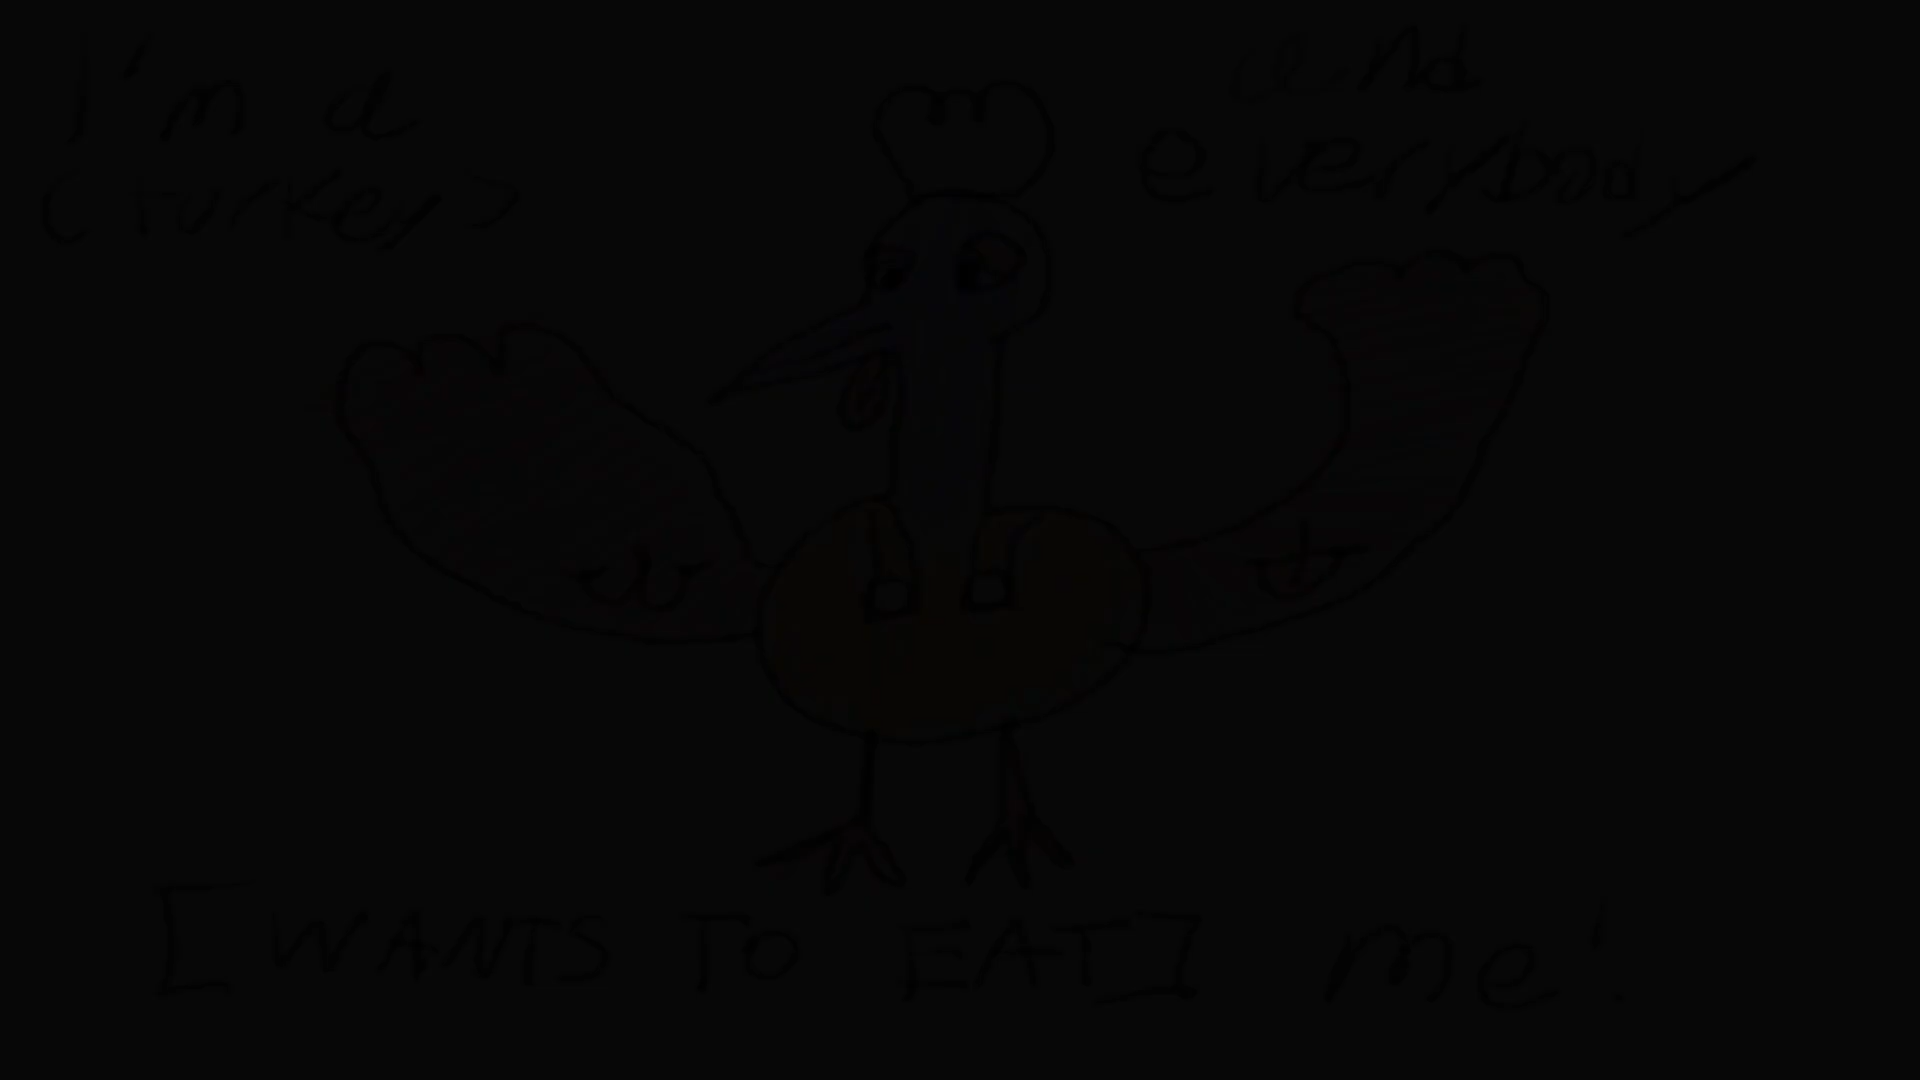 I'm a
(turkey)
and
everybody
[WANTS TO EAT] me!